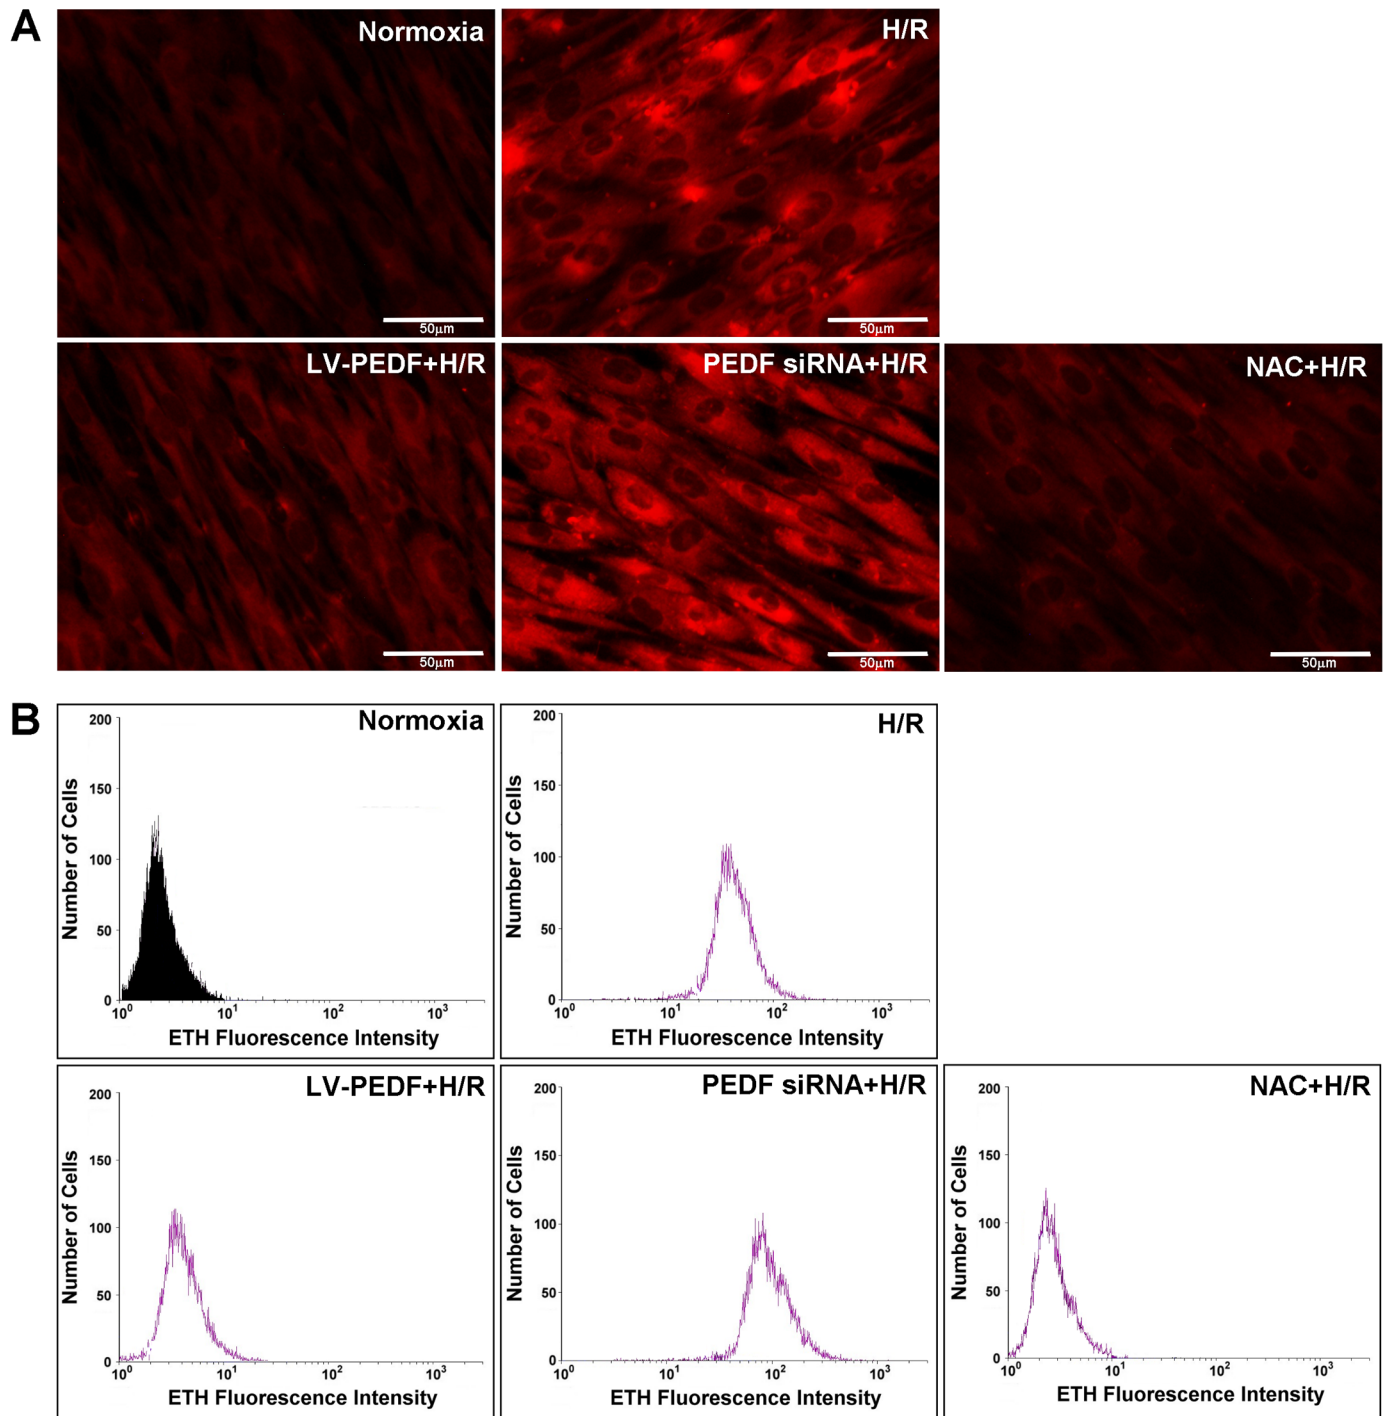 A
Normoxia
H/R
50µm
50µm
LV-PEDF+H/R
PEDF siRNA+H/R
NAC+H/R
50µm
50µm
50µm
B
Normoxia
200
150
100
50
0
Number of Cells
10^0
10^1
10^2
10^3
ETH Fluorescence Intensity
H/R
200
150
100
50
0
Number of Cells
10^0
10^1
10^2
10^3
ETH Fluorescence Intensity
LV-PEDF+H/R
200
150
100
50
0
Number of Cells
10^0
10^1
10^2
10^3
ETH Fluorescence Intensity
PEDF siRNA+H/R
200
150
100
50
0
Number of Cells
10^0
10^1
10^2
10^3
ETH Fluorescence Intensity
NAC+H/R
200
150
100
50
0
Number of Cells
10^0
10^1
10^2
10^3
ETH Fluorescence Intensity